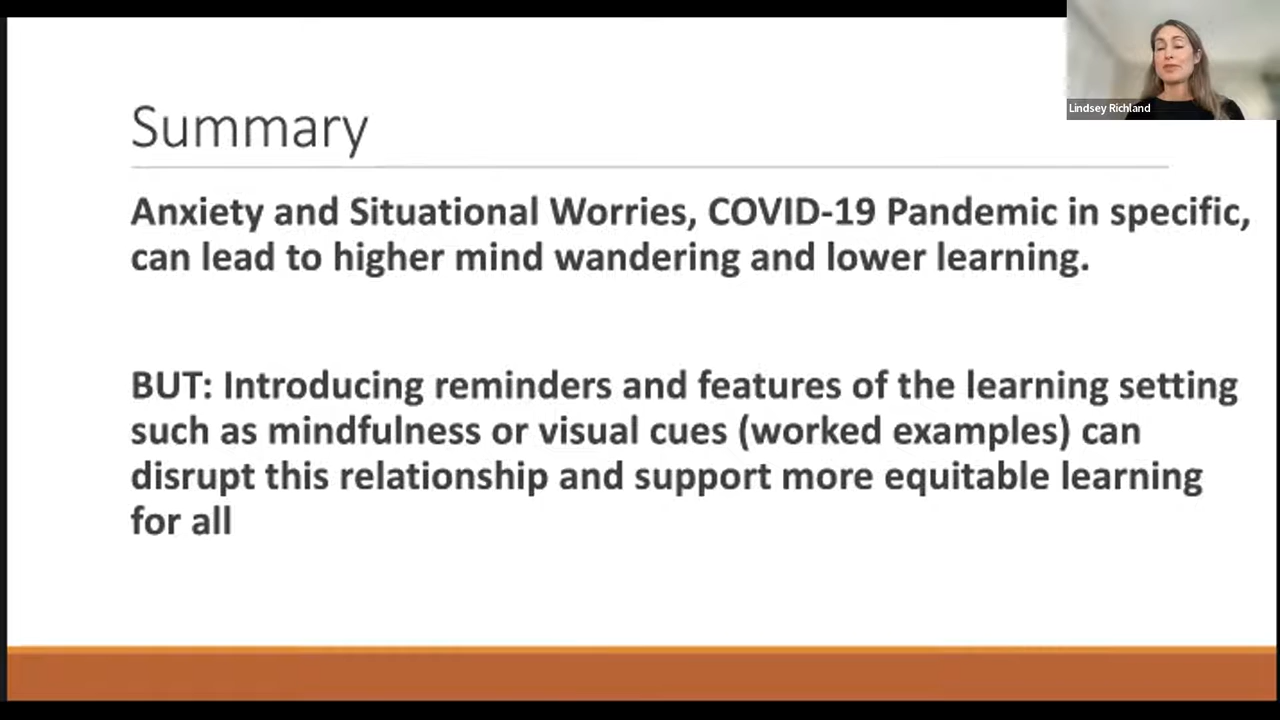 Lindsey Richland
Summary
Anxiety and Situational Worries, COVID-19 Pandemic in specific,
can lead to higher mind wandering and lower learning.
BUT: Introducing reminders and features of the learning setting
such as mindfulness or visual cues (worked examples) can
disrupt this relationship and support more equitable learning
for all